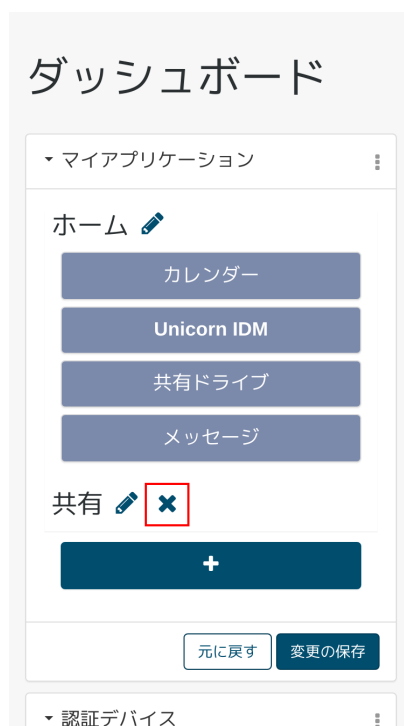 ダッシュボード
マイアプリケーション
ホーム
カレンダー
Unicorn IDM
共有ドライブ
メッセージ
共有
元に戻す 変更の保存
認証デバイス